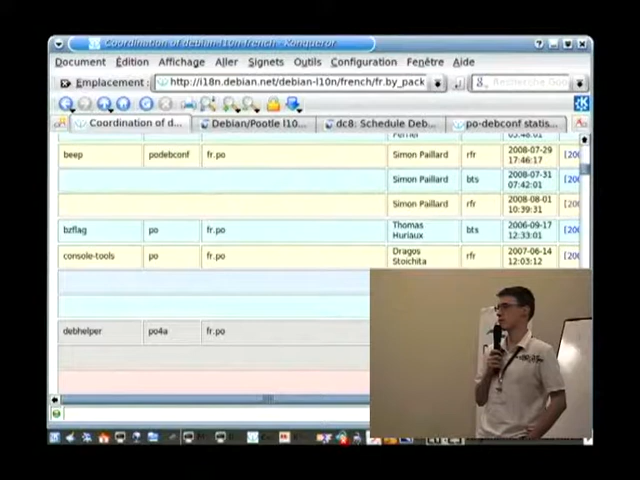 Coordination of debian-l10n-french - Konqueror
Document Édition Affichage Aller Signets Outils Configuration Fenêtre Aide
Emplacement : http://i18n.debian.net/debian-l10n/french/fr.by_pack
Coordination of d... Debian/Pootle l10... dc8: Schedule Deb... po-debconf statis...
beep podebconf fr.po Simon Paillard rfr 2008-07-29 17:46:17
Simon Paillard bts 2008-07-31 07:42:01
Simon Paillard rfr 2008-08-01 10:39:31
bzflag po fr.po Thomas Huriaux bts 2006-09-17 12:33:01
console-tools po fr.po Dragos Stoichita rfr 2007-06-14 12:03:12
debhelper po4a fr.po